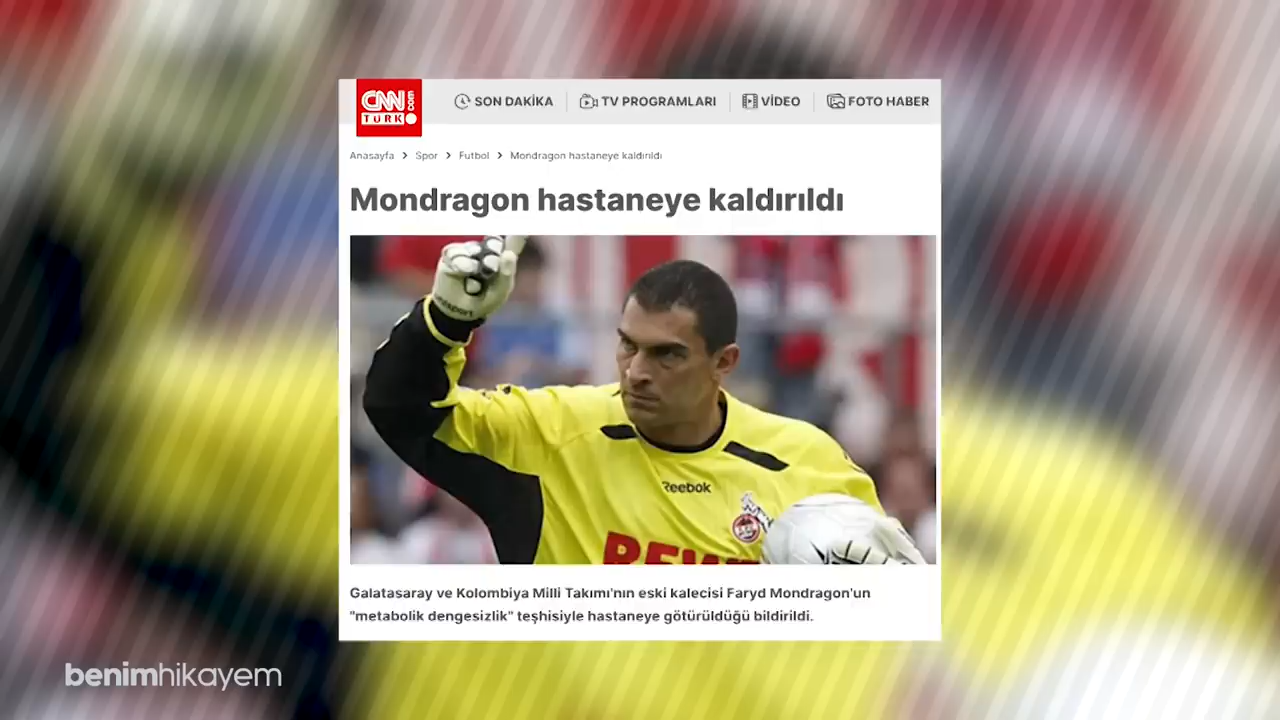 CNN
TÜRK
.COM
SON DAKİKA
TV PROGRAMLARI
VİDEO
FOTO HABER
Anasayfa > Spor > Futbol > Mondragon hastaneye kaldırıldı
Mondragon hastaneye kaldırıldı
Reebok
REWE
Galatasaray ve Kolombiya Milli Takımı'nın eski kalecisi Faryd Mondragon'un
"metabolik dengesizlik" teşhisiyle hastaneye götürüldüğü bildirildi.
benimhikayem